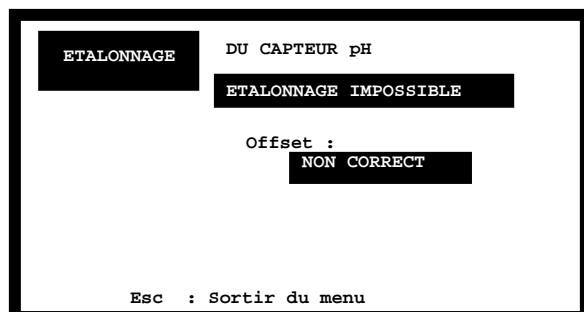 ETALONNAGE
DU CAPTEUR pH
ETALONNAGE IMPOSSIBLE
Offset :
NON CORRECT
Esc : Sortir du menu